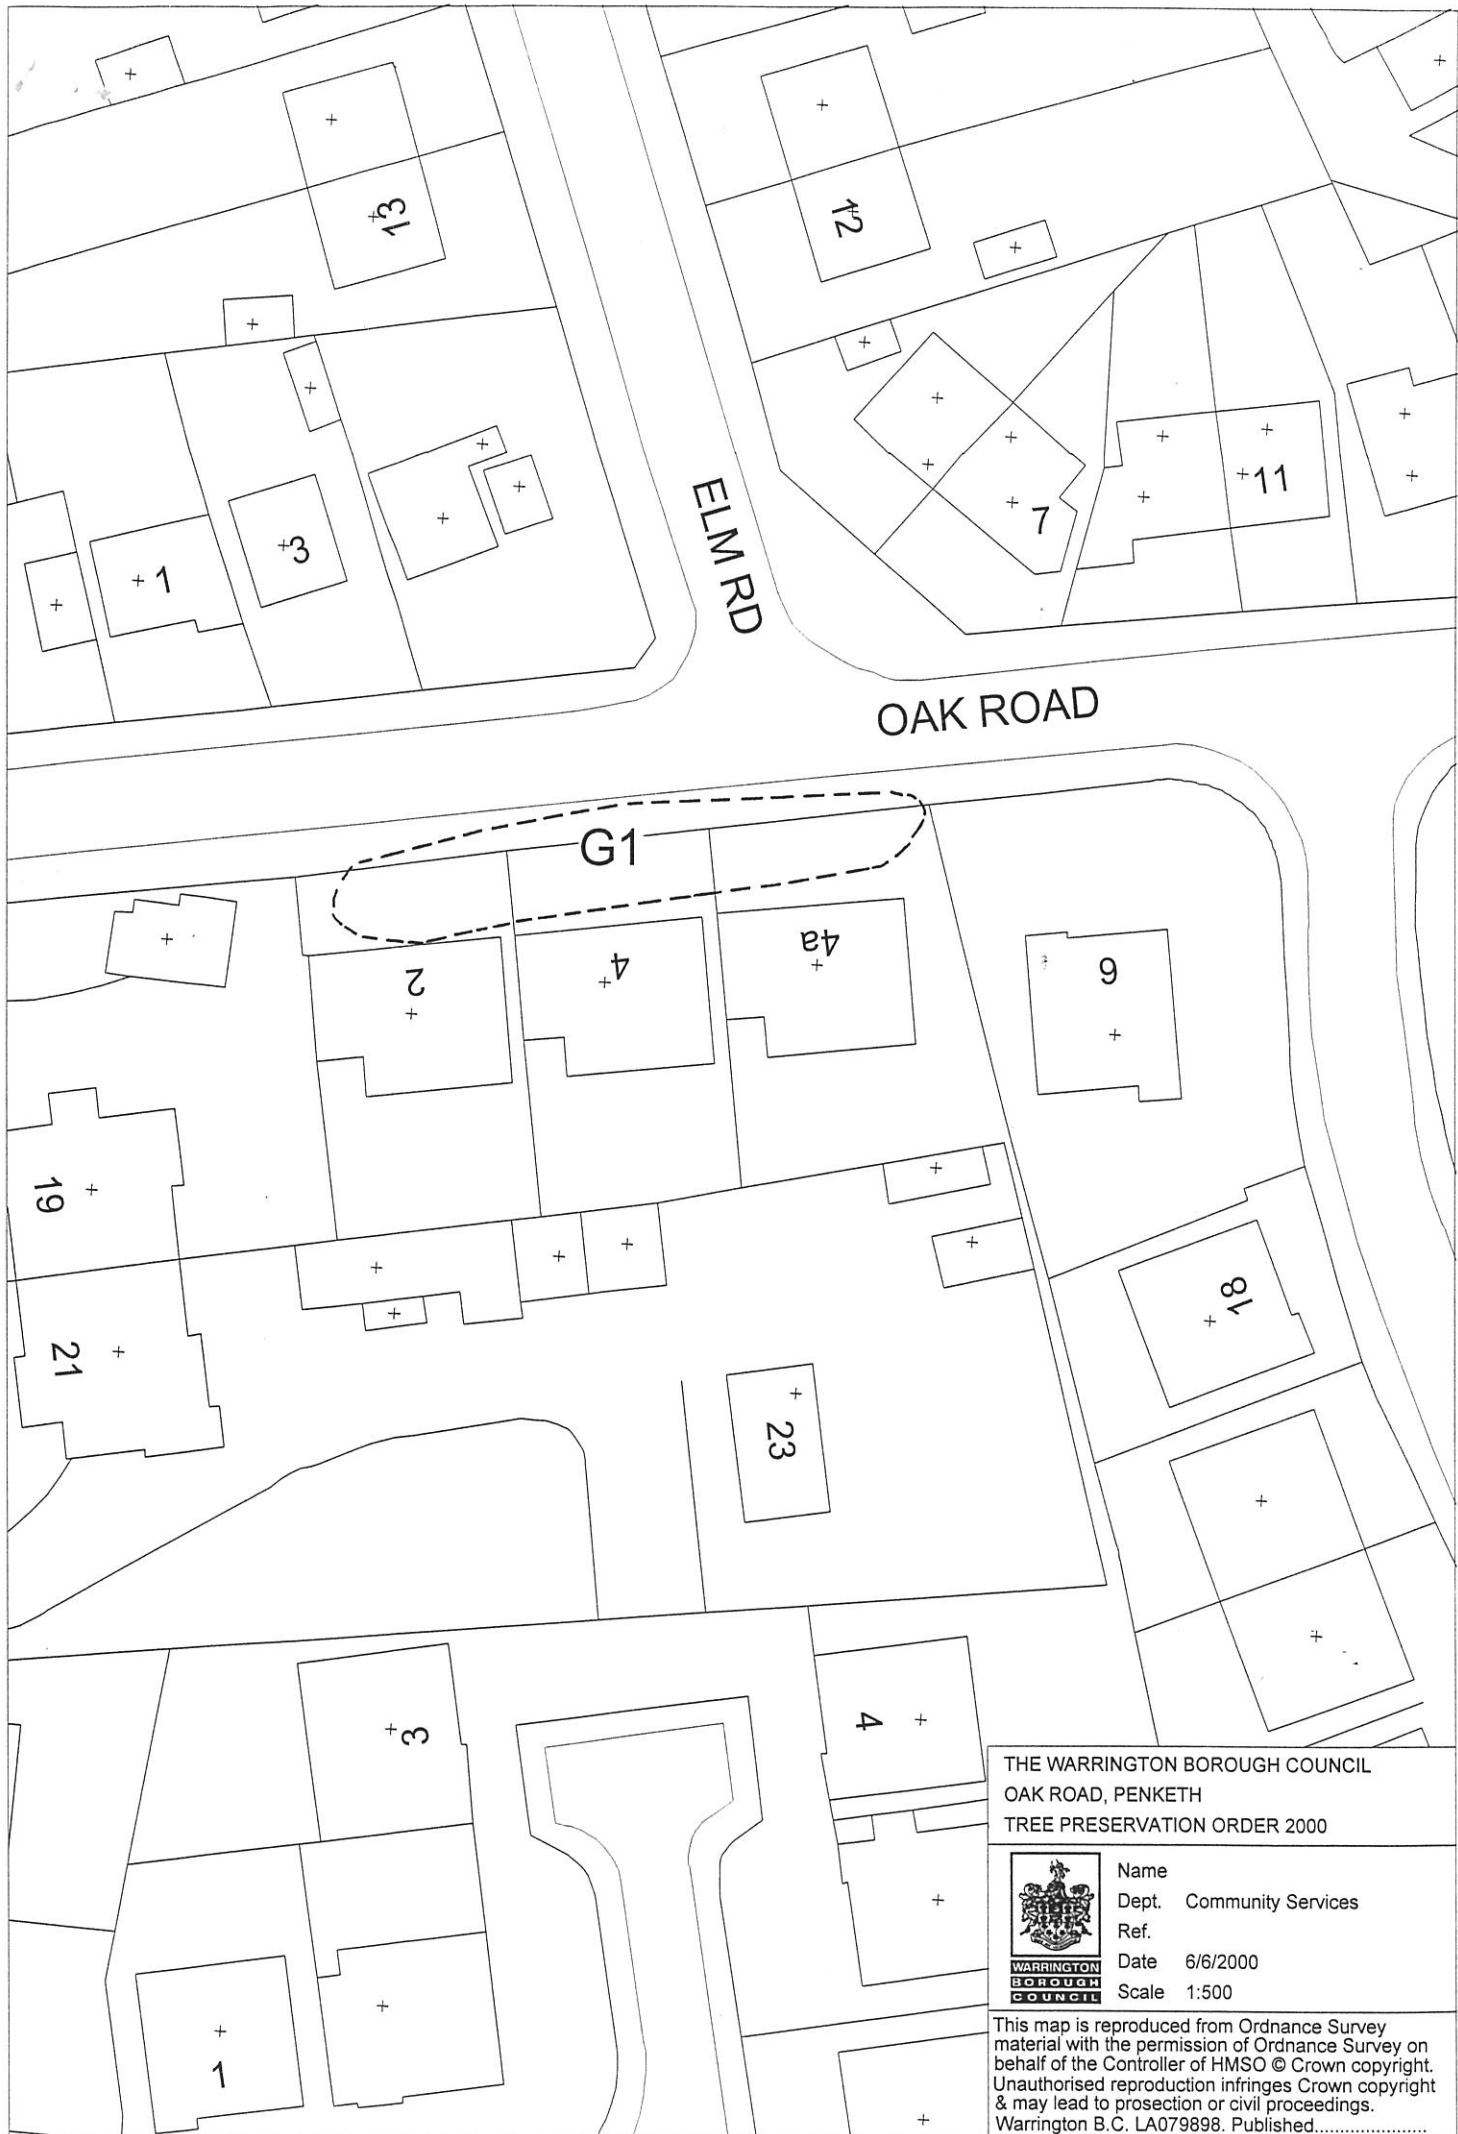 13
12
1
3
7
11
ELM RD
OAK ROAD
G1
2
4
4a
6
19
21
18
23
3
4
1
THE WARRINGTON BOROUGH COUNCIL
OAK ROAD, PENKETH
TREE PRESERVATION ORDER 2000
WARRINGTON
BOROUGH
COUNCIL
Name
Dept. Community Services
Ref.
Date 6/6/2000
Scale 1:500
This map is reproduced from Ordnance Survey
material with the permission of Ordnance Survey on
behalf of the Controller of HMSO © Crown copyright.
Unauthorised reproduction infringes Crown copyright
& may lead to prosection or civil proceedings.
Warrington B.C. LA079898. Published......................